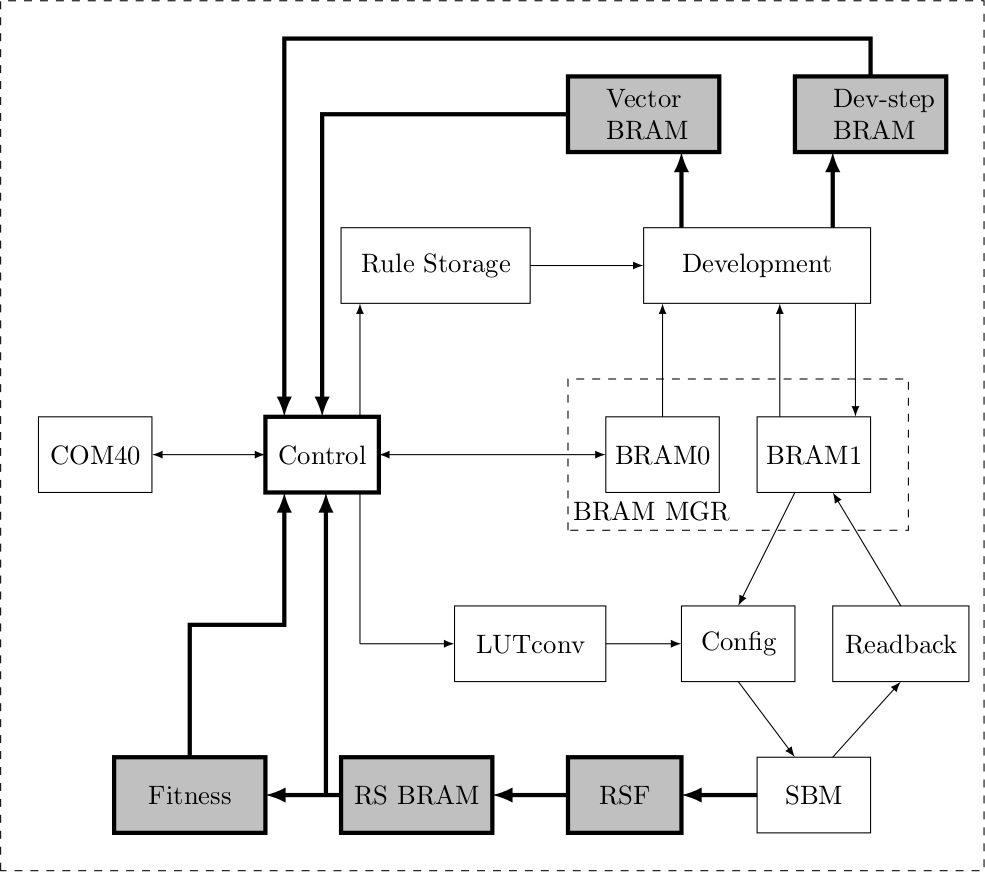 Vector
BRAM
Dev-step
BRAM
Rule Storage
Development
COM40
Control
BRAM0
BRAM1
BRAM MGR
LUTconv
Config
Readback
Fitness
RS BRAM
RSF
SBM